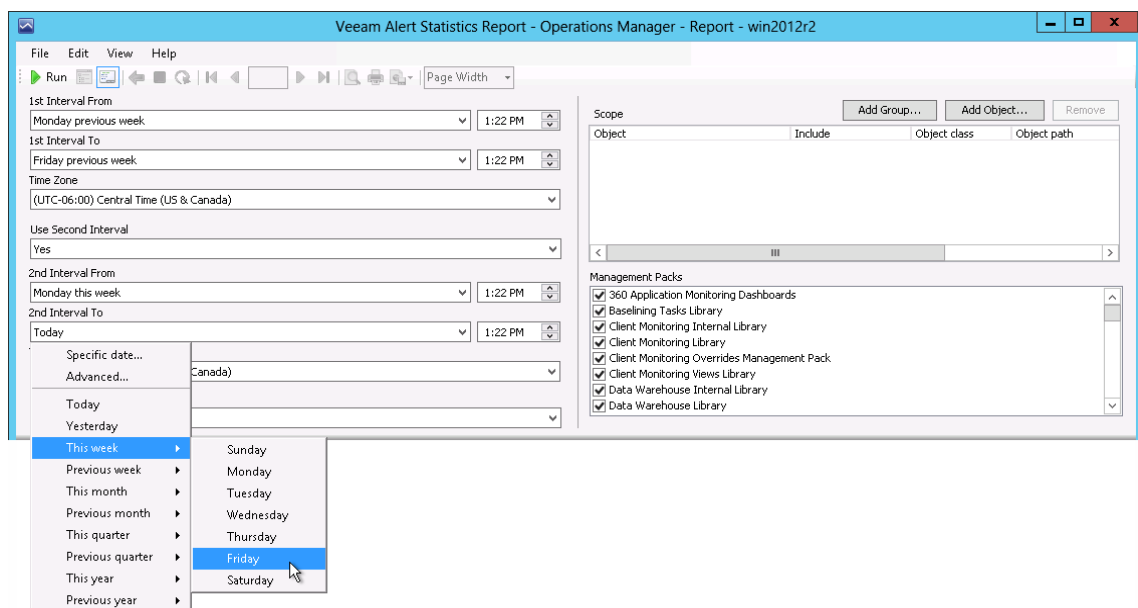 Veeam Alert Statistics Report - Operations Manager - Report - win2012r2
File Edit View Help
Run Page Width
1st Interval From
Monday previous week 1:22 PM
1st Interval To
Friday previous week 1:22 PM
Time Zone
(UTC-06:00) Central Time (US & Canada)
Use Second Interval
Yes
2nd Interval From
Monday this week 1:22 PM
2nd Interval To
Today 1:22 PM
Canada)
Specific date...
Advanced...
Today
Yesterday
This week
Previous week
This month
Previous month
This quarter
Previous quarter
This year
Previous year
Sunday
Monday
Tuesday
Wednesday
Thursday
Friday
Saturday
Scope Add Group... Add Object... Remove
Object Include Object class Object path
Management Packs
360 Application Monitoring Dashboards
Baselining Tasks Library
Client Monitoring Internal Library
Client Monitoring Library
Client Monitoring Overrides Management Pack
Client Monitoring Views Library
Data Warehouse Internal Library
Data Warehouse Library